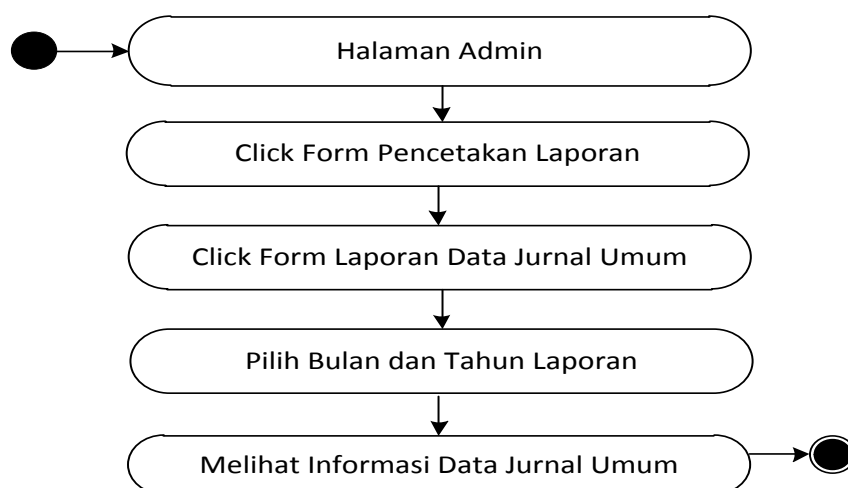 Halaman Admin
Click Form Pencetakan Laporan
Click Form Laporan Data Jurnal Umum
Pilih Bulan dan Tahun Laporan
Melihat Informasi Data Jurnal Umum